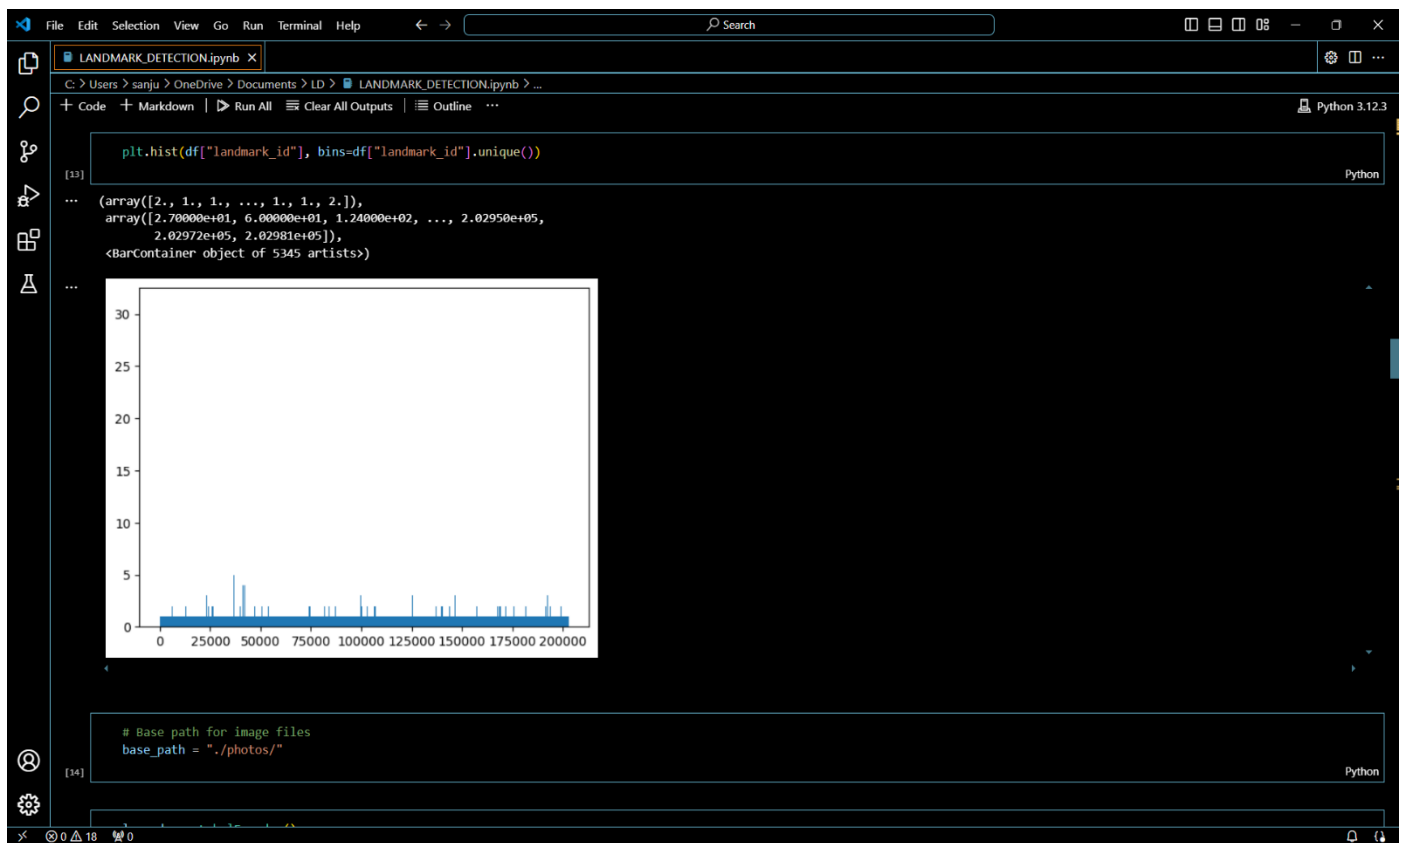 File Edit Selection View Go Run Terminal Help
Search
LANDMARK_DETECTION.ipynb
C: > Users > sanju > OneDrive > Documents > LD > LANDMARK_DETECTION.ipynb > ...
+ Code + Markdown | Run All Clear All Outputs | Outline ...
Python 3.12.3
plt.hist(df["landmark_id"], bins=df["landmark_id"].unique())
[13]
Python
... (array([2., 1., 1., ..., 1., 1., 2.]),
array([2.70000e+01, 6.00000e+01, 1.24000e+02, ..., 2.02950e+05,
2.02972e+05, 2.02981e+05]),
<BarContainer object of 5345 artists>)
...
30
25
20
15
10
5
0
0 25000 50000 75000 100000 125000 150000 175000 200000
# Base path for image files
base_path = "./photos/"
[14]
Python
0 18 0